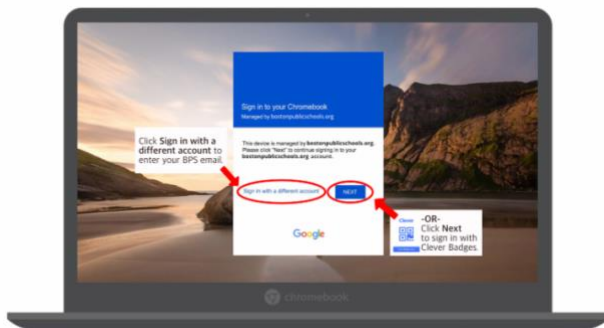 Sign in to your Chromebook
Managed by bostonpublicschools.org
This device is managed by bostonpublicschools.org.
Please click "Next" to continue signing in to your
bostonpublicschools.org account.
Click Sign in with a
different account to
enter your BPS email.
Sign in with a different account
NEXT
Google
Clever
-OR-
Click Next
to sign in with
Clever Badges.
chromebook